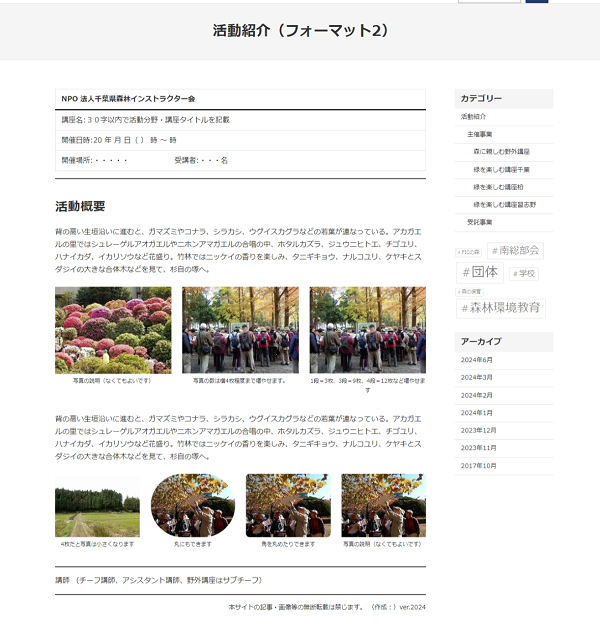 活動紹介（フォーマット2）
NPO 法人千葉県森林インストラクター会
講座名:３０字以内で活動分野・講座タイトルを記載
開催日時:20 年 月 日（ ） 時 ～ 時
開催場所:・・・・・ 受講者:・・・名
活動概要
背の高い生垣沿いに進むと、ガマズミやコナラ、シラカシ、ウグイスカグラなどの若葉が連なっている。アカガエ
ルの里ではシュレーゲルアオガエルやニホンアマガエルの合唱の中、ホタルカズラ、ジュウニヒトエ、チゴユリ、
ハナイカダ、イカリソウなど花盛り。竹林ではニッケイの香りを楽しみ、タニギキョウ、ナルコユリ、ケヤキとス
ダジイの大きな合体木などを見て、杉自の塚へ。
写真の説明（なくてもよいです）
写真の数は1段4枚程度まで増やせます。
1段＝3枚、3段＝9枚、4段＝12枚など増やせま
す
背の高い生垣沿いに進むと、ガマズミやコナラ、シラカシ、ウグイスカグラなどの若葉が連なっている。アカガエ
ルの里ではシュレーゲルアオガエルやニホンアマガエルの合唱の中、ホタルカズラ、ジュウニヒトエ、チゴユリ、
ハナイカダ、イカリソウなど花盛り。竹林ではニッケイの香りを楽しみ、タニギキョウ、ナルコユリ、ケヤキとス
ダジイの大きな合体木などを見て、杉自の塚へ。
4枚だと写真は小さくなります
丸にもできます
角を丸めたりできます
写真の説明（なくてもよいです）
講師 （チーフ講師、アシスタント講師、野外講座はサブチーフ）
本サイトの記事・画像等の無断転載は禁じます。 （作成：）ver.2024
カテゴリー
活動紹介
主催事業
森に親しむ野外講座
緑を楽しむ講座千葉
緑を楽しむ講座柏
緑を楽しむ講座習志野
受託事業
#南総部会
#団体
#学校
#森の保育
#森林環境教育
アーカイブ
2024年6月
2024年3月
2024年2月
2024年1月
2023年12月
2023年11月
2017年10月